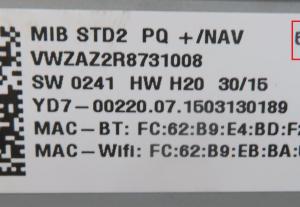 MIB STD2 PQ +/NAV
VWZAZ2R8731008
SW 0241 HW H20 30/15
YD7-00220.07.1503130189
MAC-BT: FC:62:B9:E4:BD:F
MAC-Wifi: FC:62:B9:EB:BA: